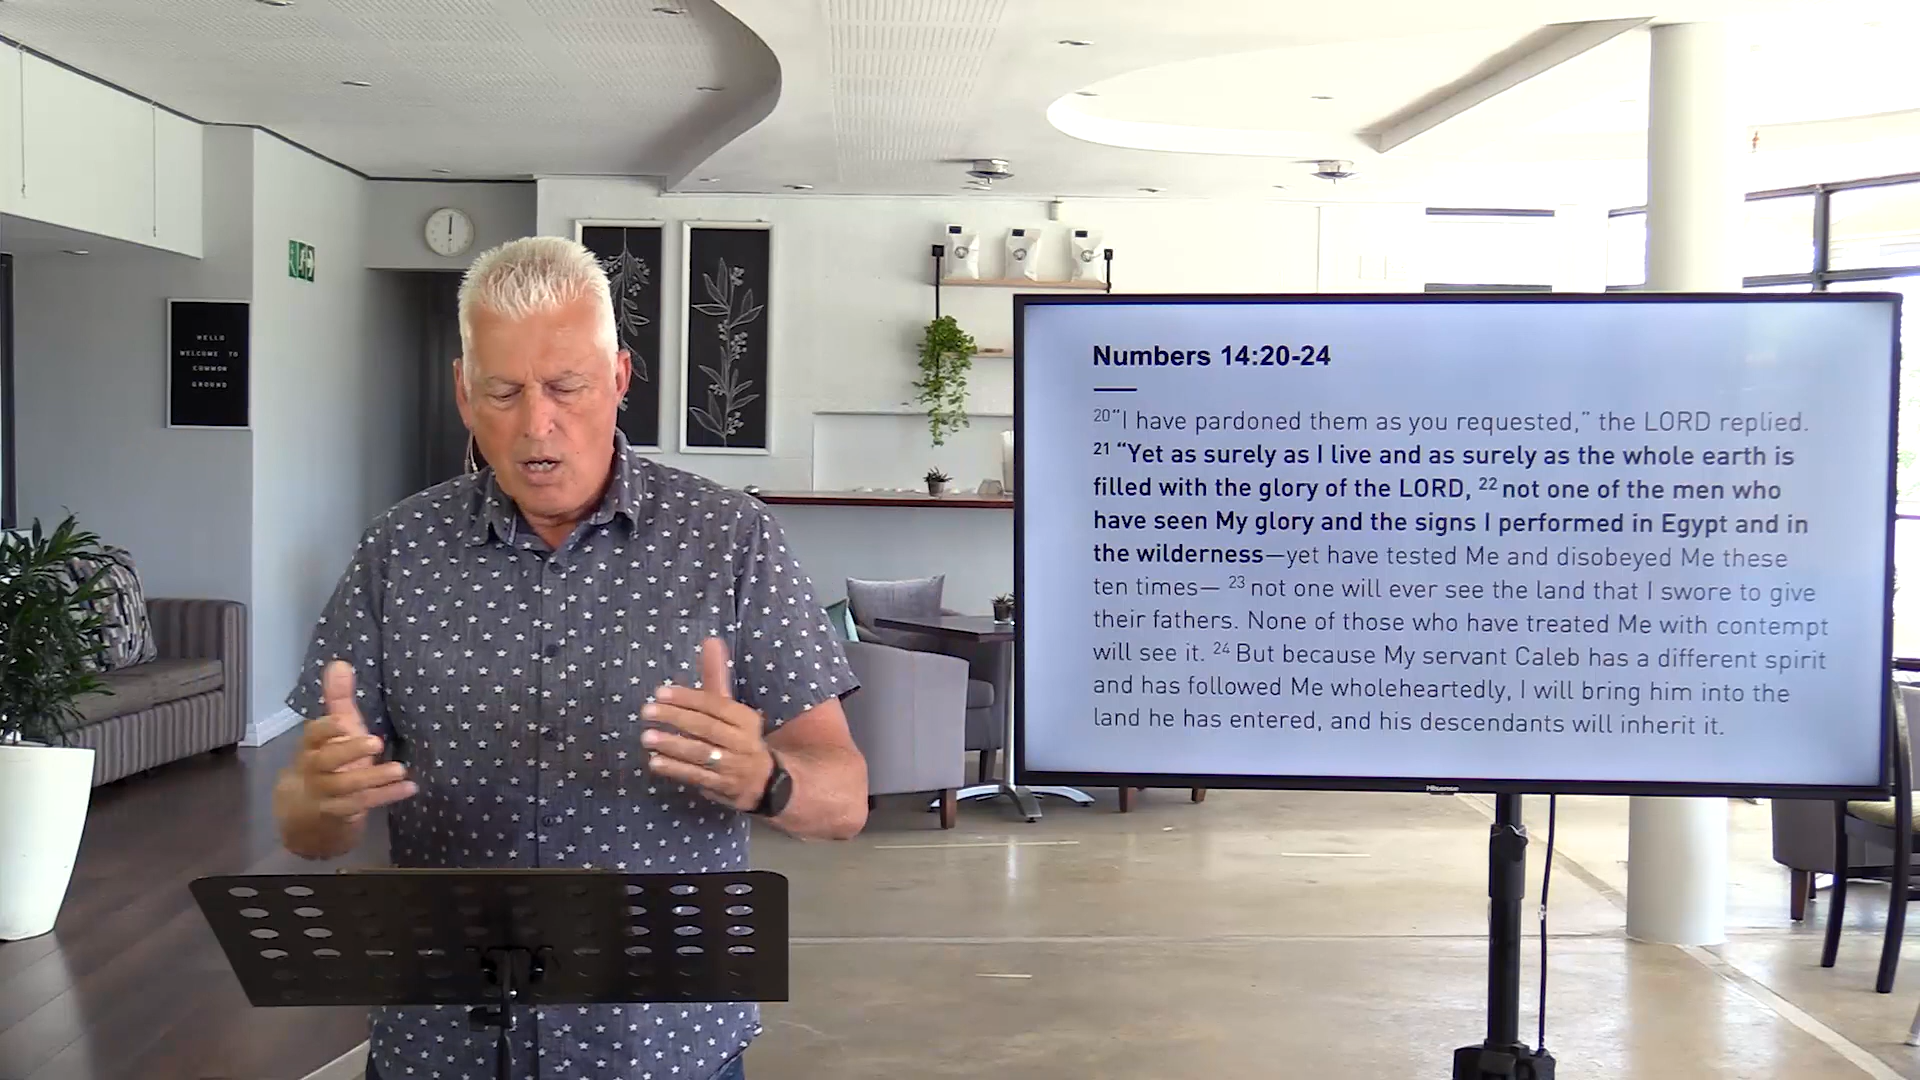 HELLO
WELCOME TO
COMMON
GROUND
Numbers 14:20-24
20 “I have pardoned them as you requested,” the LORD replied.
21 “Yet as surely as I live and as surely as the whole earth is
filled with the glory of the LORD, 22 not one of the men who
have seen My glory and the signs I performed in Egypt and in
the wilderness—yet have tested Me and disobeyed Me these
ten times— 23 not one will ever see the land that I swore to give
their fathers. None of those who have treated Me with contempt
will see it. 24 But because My servant Caleb has a different spirit
and has followed Me wholeheartedly, I will bring him into the
land he has entered, and his descendants will inherit it.
Hisense